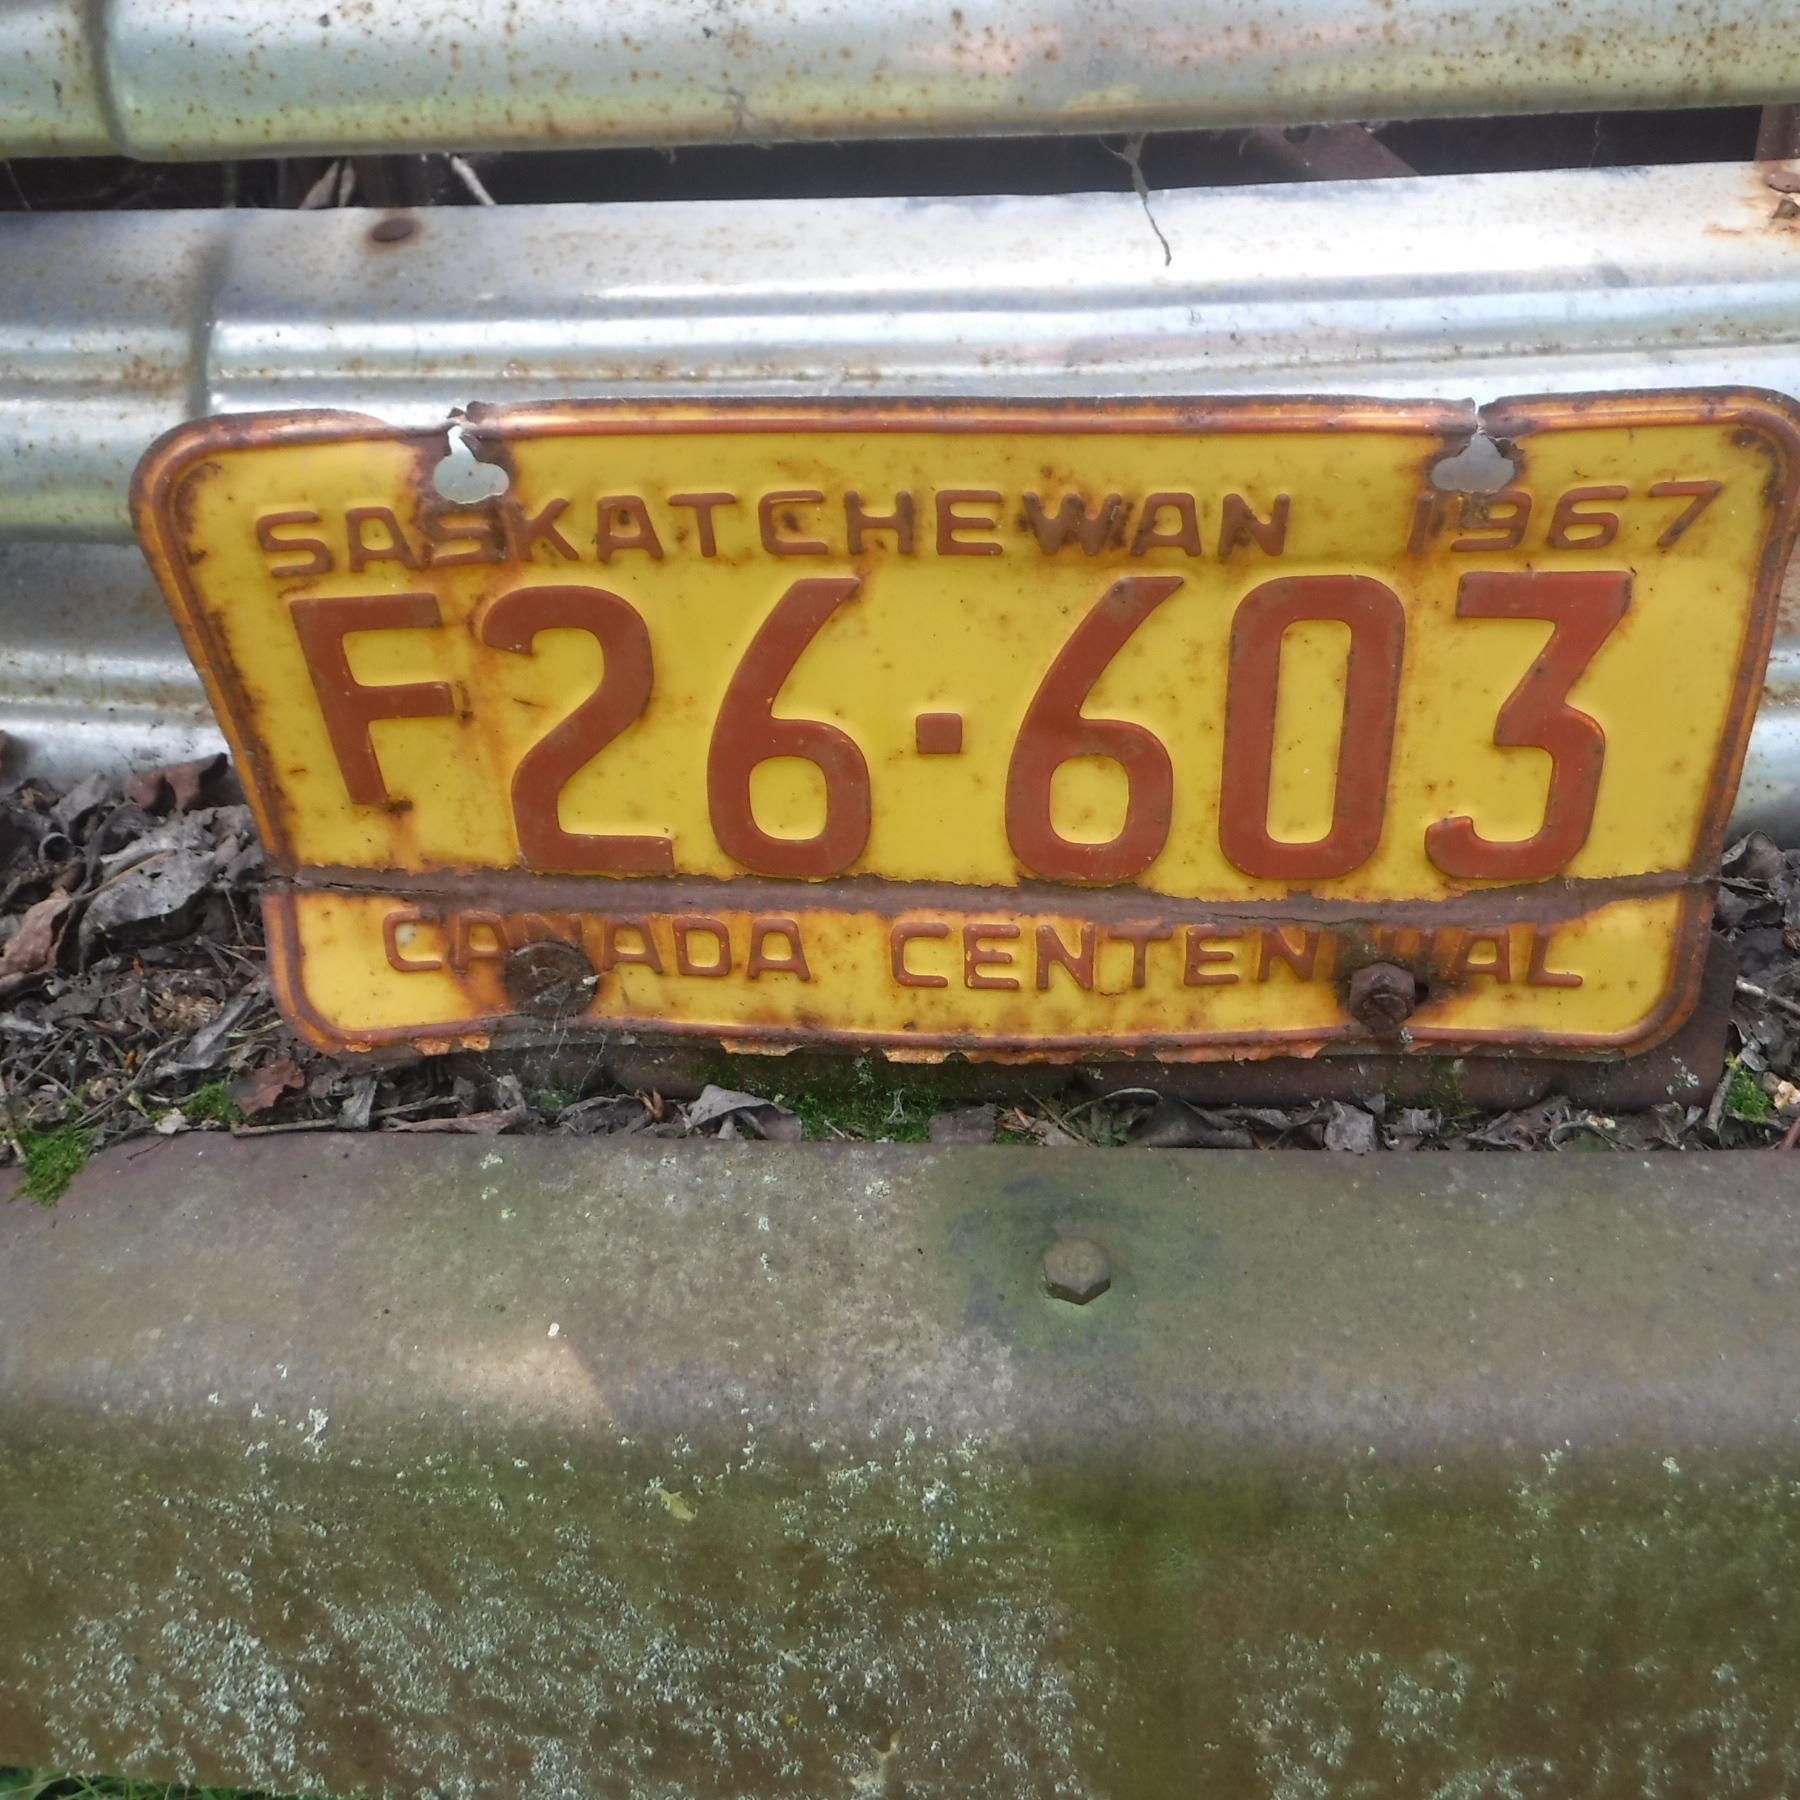 SASKATCHEWAN 1967
F26·603
CANADA CENTENNIAL